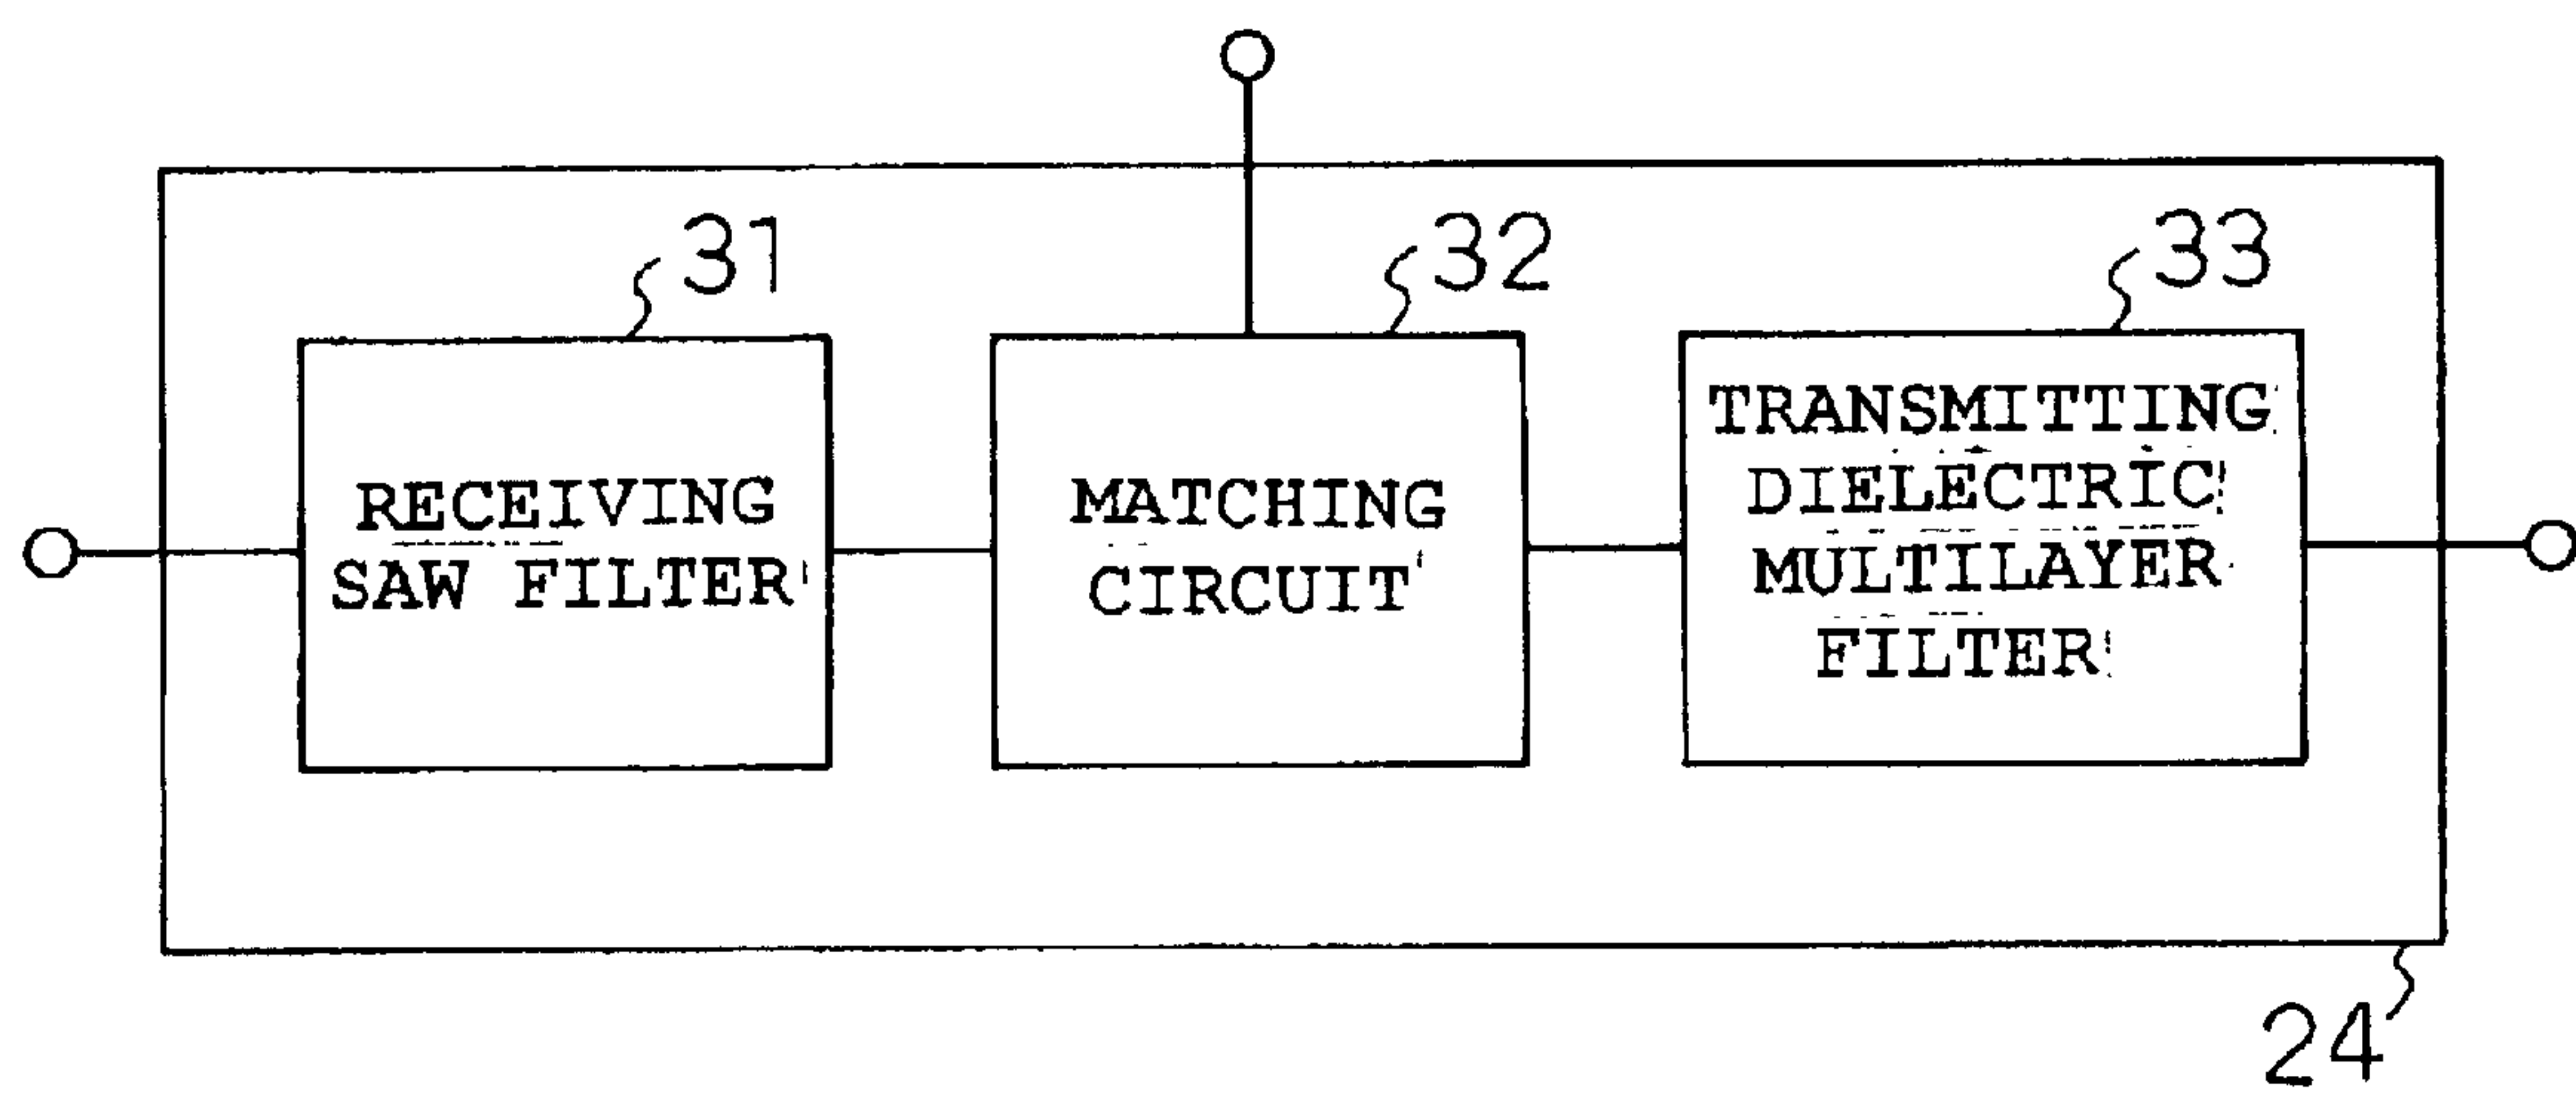 31
32
33
RECEIVING
SAW FILTER
MATCHING
CIRCUIT
TRANSMITTING
DIELECTRIC
MULTILAYER
FILTER
24